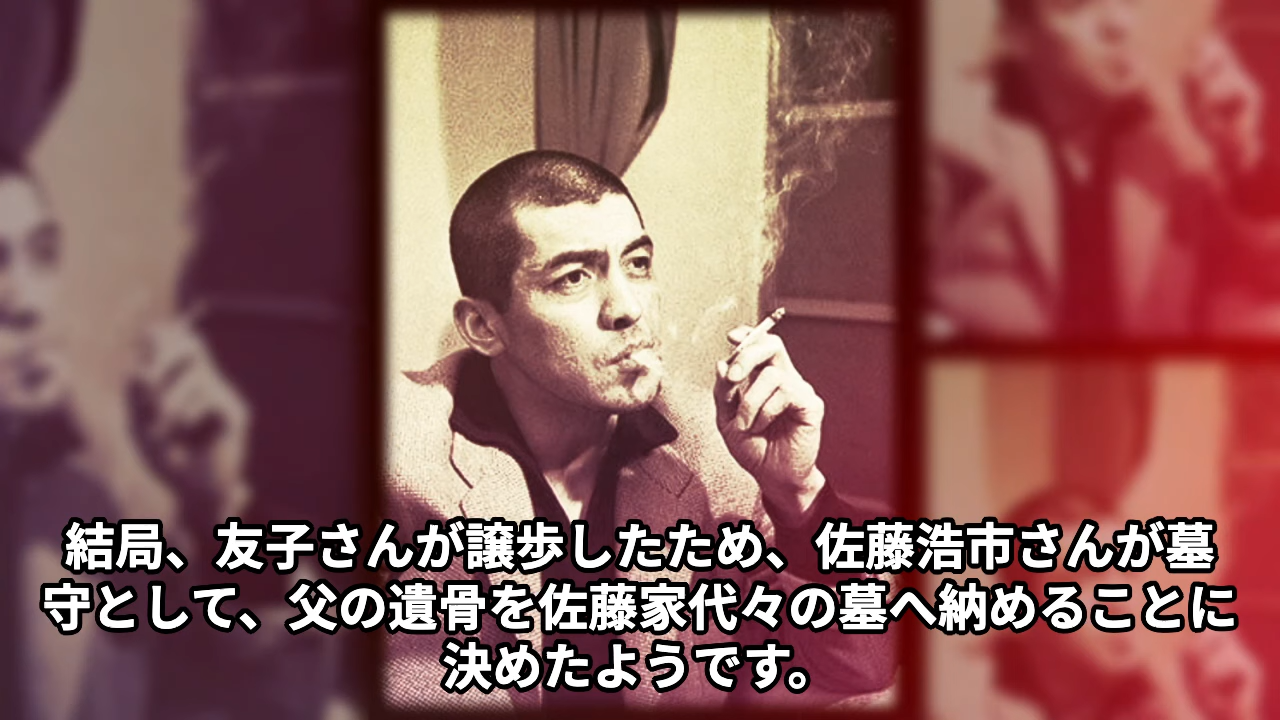 結局、友子さんが譲歩したため、佐藤浩市さんが墓
守として、父の遺骨を佐藤家代々の墓へ納めることに
決めたようです。